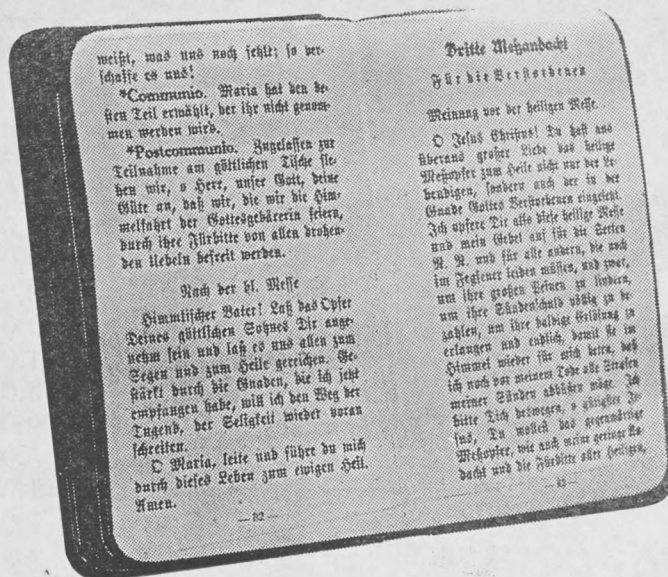 weißt, was uns noch fehlt; so ver-
schaffe es uns!
*Communio. Maria hat den be-
sten Teil erwählt, der ihr nicht genom-
men werden wird.
*Postcommunio. Zugelassen zur
Teilnahme am göttlichen Tische fle-
hen wir, o Herr, unser Gott, deine
Güte an, daß wir, die wir die Him-
melfahrt der Gottesgebärerin feiern,
durch ihre Fürbitte von allen drohen-
den Uebeln befreit werden.
Nach der hl. Messe
Himmlischer Vater! Laß das Opfer
Deines göttlichen Sohnes Dir ange-
nehm sein und laß es uns allen zum
Segen und zum Heile gereichen. Ge-
stärkt durch die Gnaden, die ich jetzt
empfangen habe, will ich den Weg der
Tugend, der Seligkeit wieder voran
schreiten.
O Maria, leite und führe du mich
durch dieses Leben zum ewigen Heil.
Amen.
— 82 —
Dritte Meßandacht
Für die Verstorbenen
Meinung vor der heiligen Messe.
O Jesus Christus! Du hast aus
überaus großer Liebe das heilige
Meßopfer zum Heile nicht nur der Le-
bendigen, sondern auch der in der
Gnade Gottes Verstorbenen eingesetzt.
Ich opfere Dir also diese heilige Messe
und mein Gebet auf für die Seelen
N. N. und für alle andern, die noch
im Fegfeuer leiden müssen, und zwar,
um ihre großen Peinen zu lindern,
um ihre Sündenschuld völlig zu be-
zahlen, um ihre baldige Erlösung zu
erlangen und endlich, damit sie im
Himmel wieder für mich beten, daß
ich noch vor meinem Tode alle Strafen
meiner Sünden abbüßen möge. Ich
bitte Dich deswegen, o gütigster Je-
sus, Du wollest das gegenwärtige
Meßopfer, wie auch meine geringe An-
dacht und die Fürbitte aller Heiligen,
— 83 —